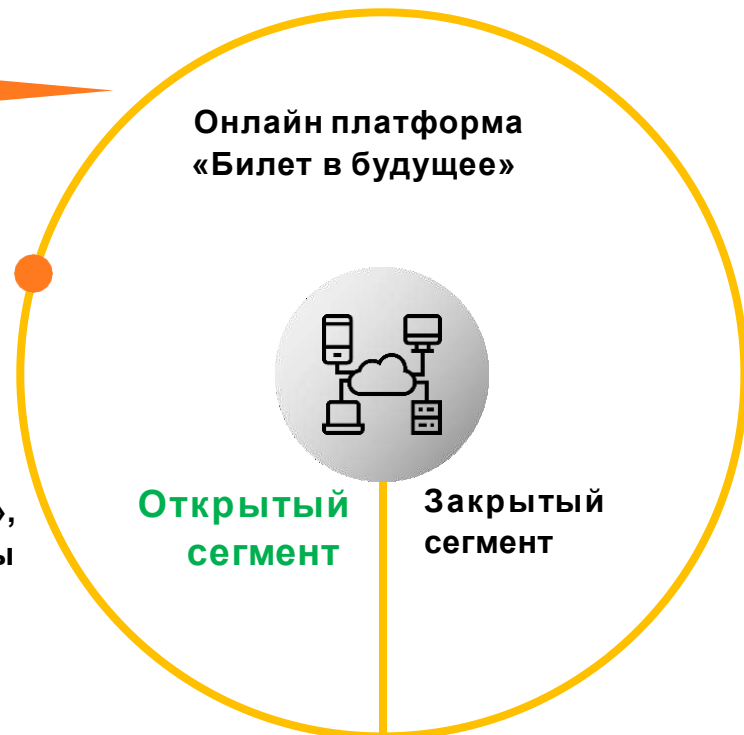 Онлайн платформа
«Билет в будущее»
Открытый
сегмент
Закрытый
сегмент
»,
ы